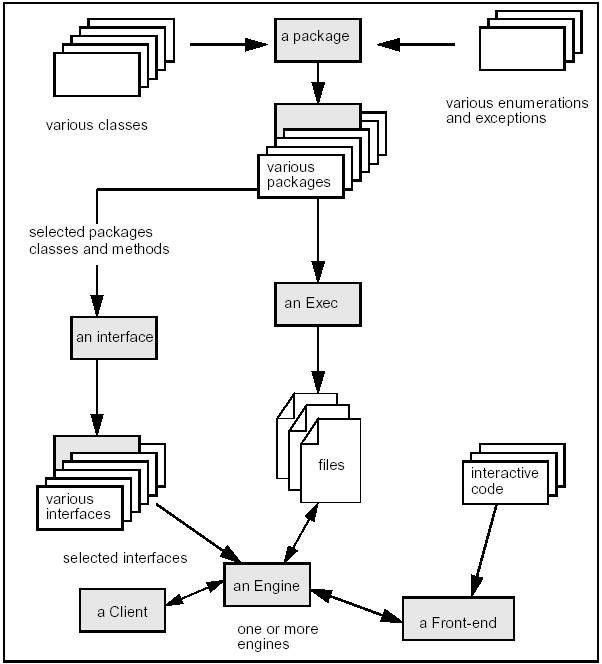 a package
various classes
various enumerations
and exceptions
various
packages
selected packages
classes and methods
an Exec
an interface
files
interactive
code
various
interfaces
selected interfaces
an Engine
a Client
a Front-end
one or more
engines